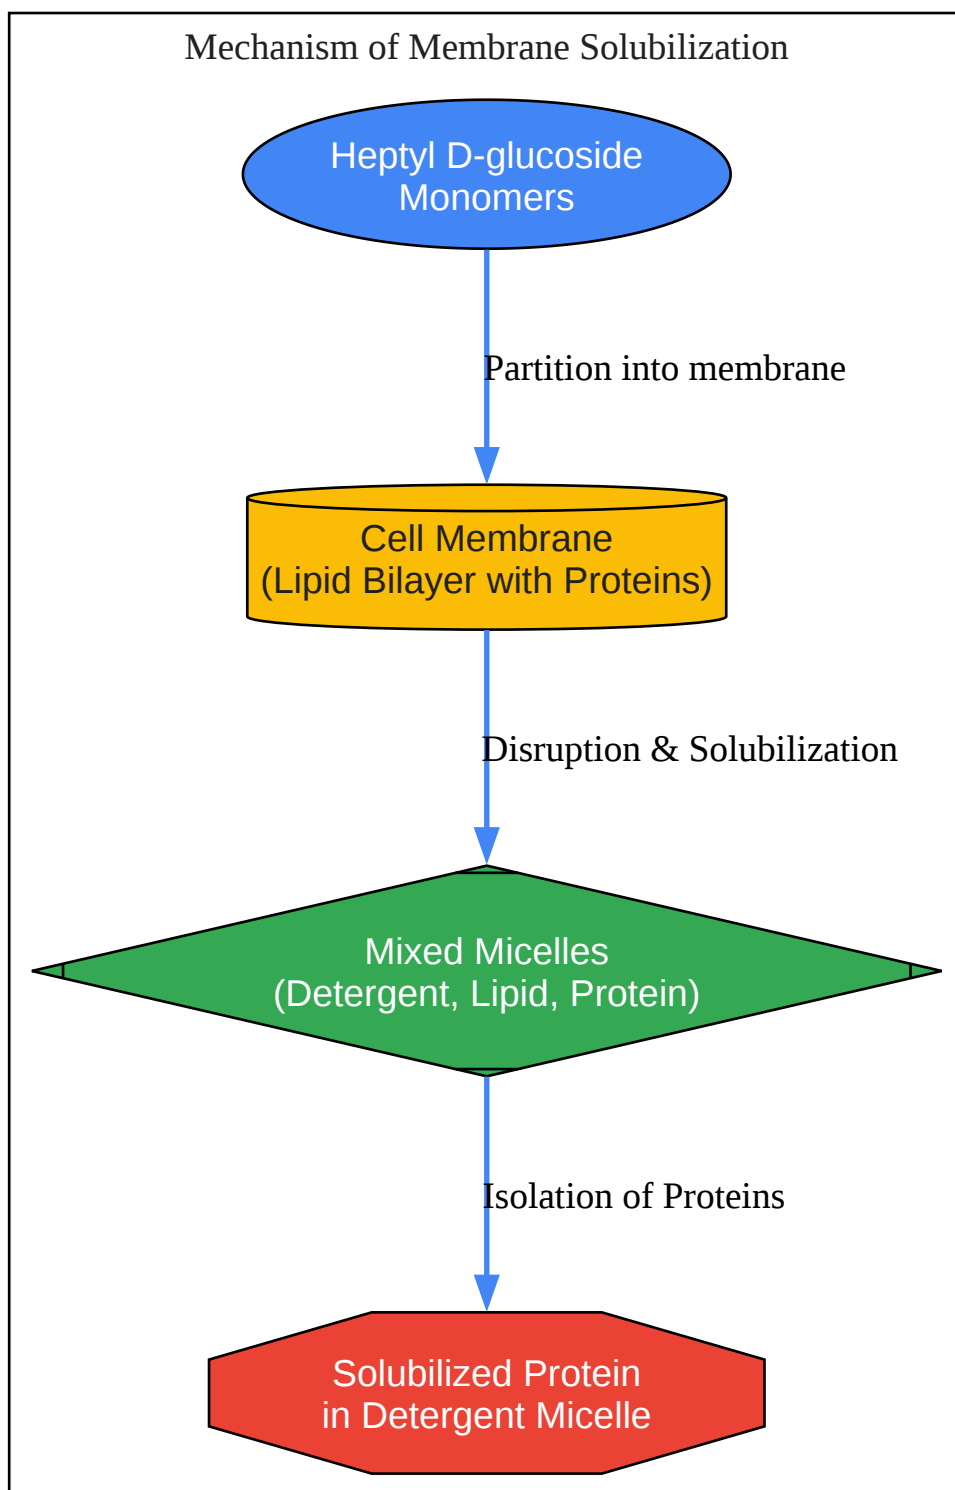 Mechanism of Membrane Solubilization
Heptyl D-glucoside
Monomers
Partition into membrane
Cell Membrane
(Lipid Bilayer with Proteins)
Disruption & Solubilization
Mixed Micelles
(Detergent, Lipid, Protein)
Isolation of Proteins
Solubilized Protein
in Detergent Micelle